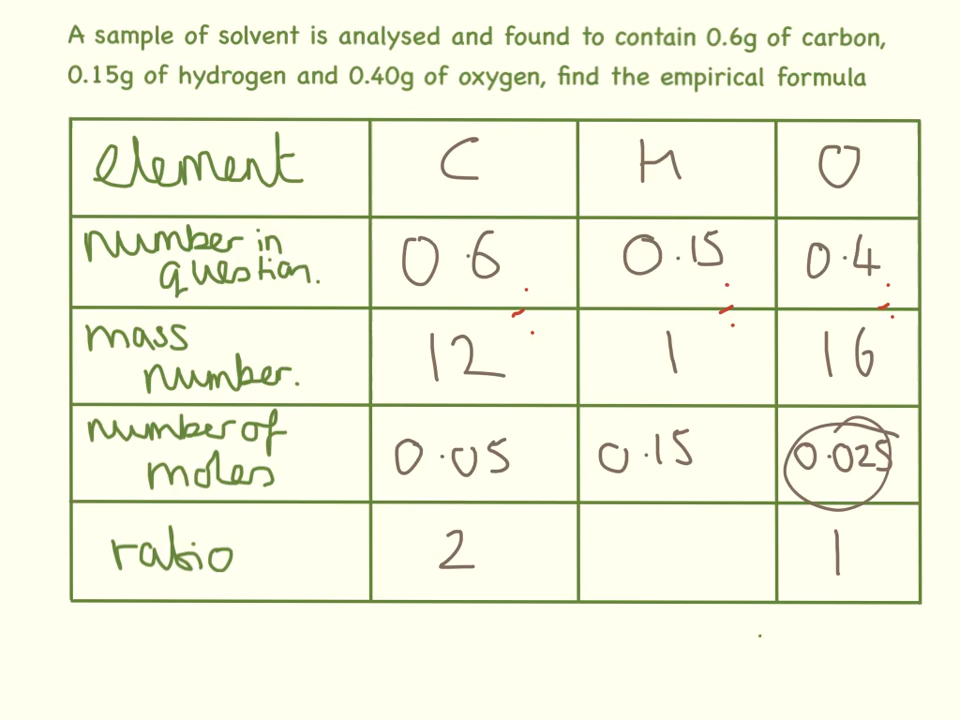 A sample of solvent is analysed and found to contain 0.6g of carbon,
0.15g of hydrogen and 0.40g of oxygen, find the empirical formula
element C H O
number in question. 0.6 0.15 0.4
÷ ÷ ÷
mass number. 12 1 16
number of moles 0.05 0.15 0.025
ratio 2 1